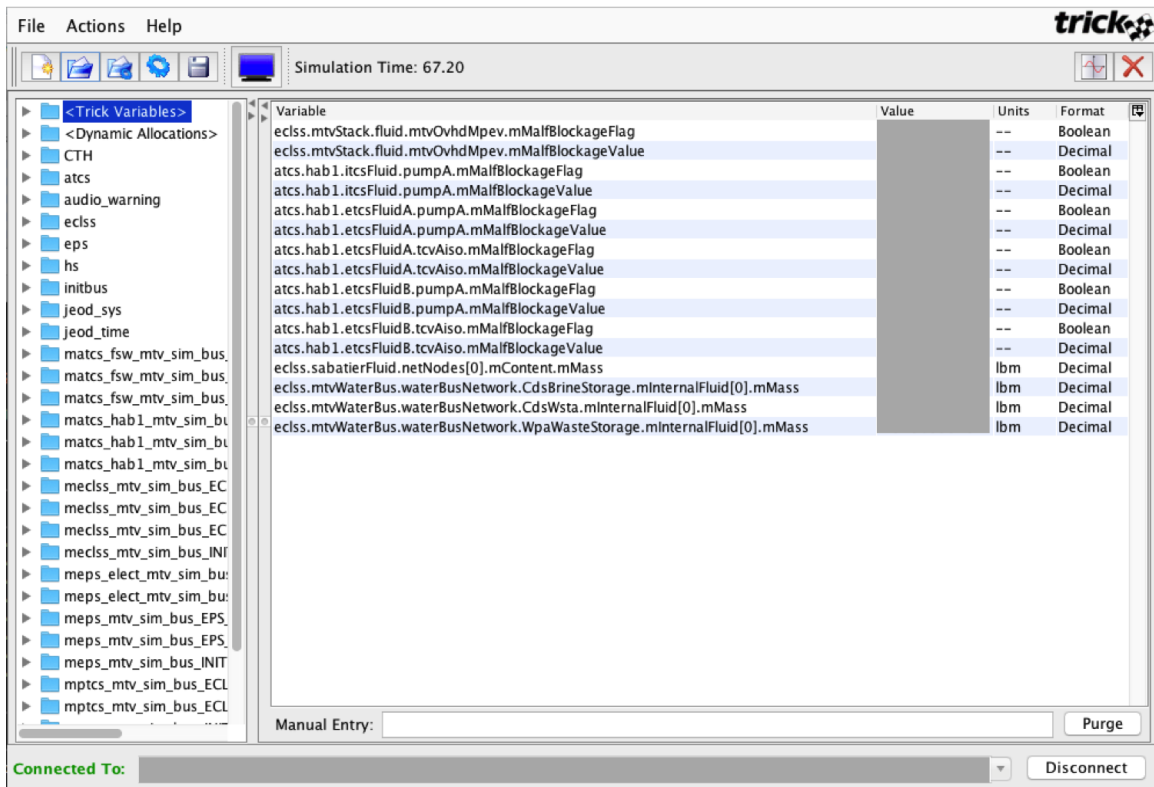 File Actions Help
trick
Simulation Time: 67.20
<Trick Variables>
<Dynamic Allocations>
CTH
atcs
audio_warning
eclss
eps
hs
initbus
jeod_sys
jeod_time
matcs_fsw_mtv_sim_bus_
matcs_fsw_mtv_sim_bus_
matcs_fsw_mtv_sim_bus_
matcs_hab1_mtv_sim_bu
matcs_hab1_mtv_sim_bu
matcs_hab1_mtv_sim_bu
meclss_mtv_sim_bus_EC
meclss_mtv_sim_bus_EC
meclss_mtv_sim_bus_EC
meclss_mtv_sim_bus_INI
meps_elect_mtv_sim_bus
meps_elect_mtv_sim_bus
meps_mtv_sim_bus_EPS_
meps_mtv_sim_bus_EPS_
meps_mtv_sim_bus_INIT
mptcs_mtv_sim_bus_ECL
mptcs_mtv_sim_bus_ECL
Variable Value Units Format
eclss.mtvStack.fluid.mtvOvhdMpev.mMalfBlockageFlag -- Boolean
eclss.mtvStack.fluid.mtvOvhdMpev.mMalfBlockageValue -- Decimal
atcs.hab1.itcsFluid.pumpA.mMalfBlockageFlag -- Boolean
atcs.hab1.itcsFluid.pumpA.mMalfBlockageValue -- Decimal
atcs.hab1.etcsFluidA.pumpA.mMalfBlockageFlag -- Boolean
atcs.hab1.etcsFluidA.pumpA.mMalfBlockageValue -- Decimal
atcs.hab1.etcsFluidA.tcvAiso.mMalfBlockageFlag -- Boolean
atcs.hab1.etcsFluidA.tcvAiso.mMalfBlockageValue -- Decimal
atcs.hab1.etcsFluidB.pumpA.mMalfBlockageFlag -- Boolean
atcs.hab1.etcsFluidB.pumpA.mMalfBlockageValue -- Decimal
atcs.hab1.etcsFluidB.tcvAiso.mMalfBlockageFlag -- Boolean
atcs.hab1.etcsFluidB.tcvAiso.mMalfBlockageValue -- Decimal
eclss.sabatierFluid.netNodes[0].mContent.mMass lbm Decimal
eclss.mtvWaterBus.waterBusNetwork.CdsBrineStorage.mInternalFluid[0].mMass lbm Decimal
eclss.mtvWaterBus.waterBusNetwork.CdsWsta.mInternalFluid[0].mMass lbm Decimal
eclss.mtvWaterBus.waterBusNetwork.WpaWasteStorage.mInternalFluid[0].mMass lbm Decimal
Manual Entry: Purge
Connected To: Disconnect